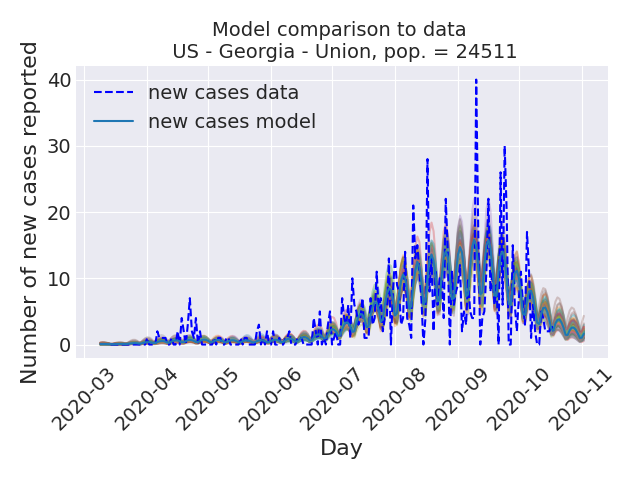 Model comparison to data
US - Georgia - Union, pop. = 24511
Number of new cases reported
40
30
20
10
0
new cases data
new cases model
2020-03
2020-04
2020-05
2020-06
2020-07
2020-08
2020-09
2020-10
2020-11
Day